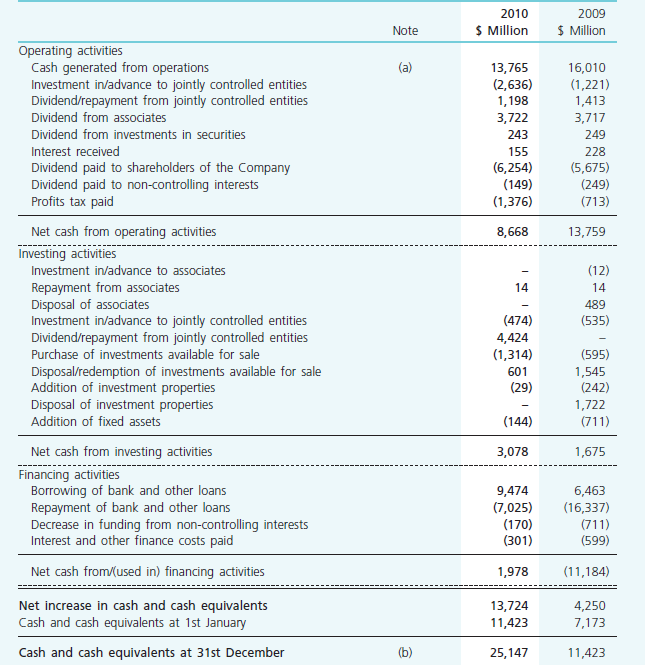 2010 2009
Note $ Million $ Million
Operating activities
Cash generated from operations (a) 13,765 16,010
Investment in/advance to jointly controlled entities (2,636) (1,221)
Dividend/repayment from jointly controlled entities 1,198 1,413
Dividend from associates 3,722 3,717
Dividend from investments in securities 243 249
Interest received 155 228
Dividend paid to shareholders of the Company (6,254) (5,675)
Dividend paid to non-controlling interests (149) (249)
Profits tax paid (1,376) (713)
Net cash from operating activities 8,668 13,759
Investing activities
Investment in/advance to associates – (12)
Repayment from associates 14 14
Disposal of associates – 489
Investment in/advance to jointly controlled entities (474) (535)
Dividend/repayment from jointly controlled entities 4,424 –
Purchase of investments available for sale (1,314) (595)
Disposal/redemption of investments available for sale 601 1,545
Addition of investment properties (29) (242)
Disposal of investment properties – 1,722
Addition of fixed assets (144) (711)
Net cash from investing activities 3,078 1,675
Financing activities
Borrowing of bank and other loans 9,474 6,463
Repayment of bank and other loans (7,025) (16,337)
Decrease in funding from non-controlling interests (170) (711)
Interest and other finance costs paid (301) (599)
Net cash from/(used in) financing activities 1,978 (11,184)
Net increase in cash and cash equivalents 13,724 4,250
Cash and cash equivalents at 1st January 11,423 7,173
Cash and cash equivalents at 31st December (b) 25,147 11,423